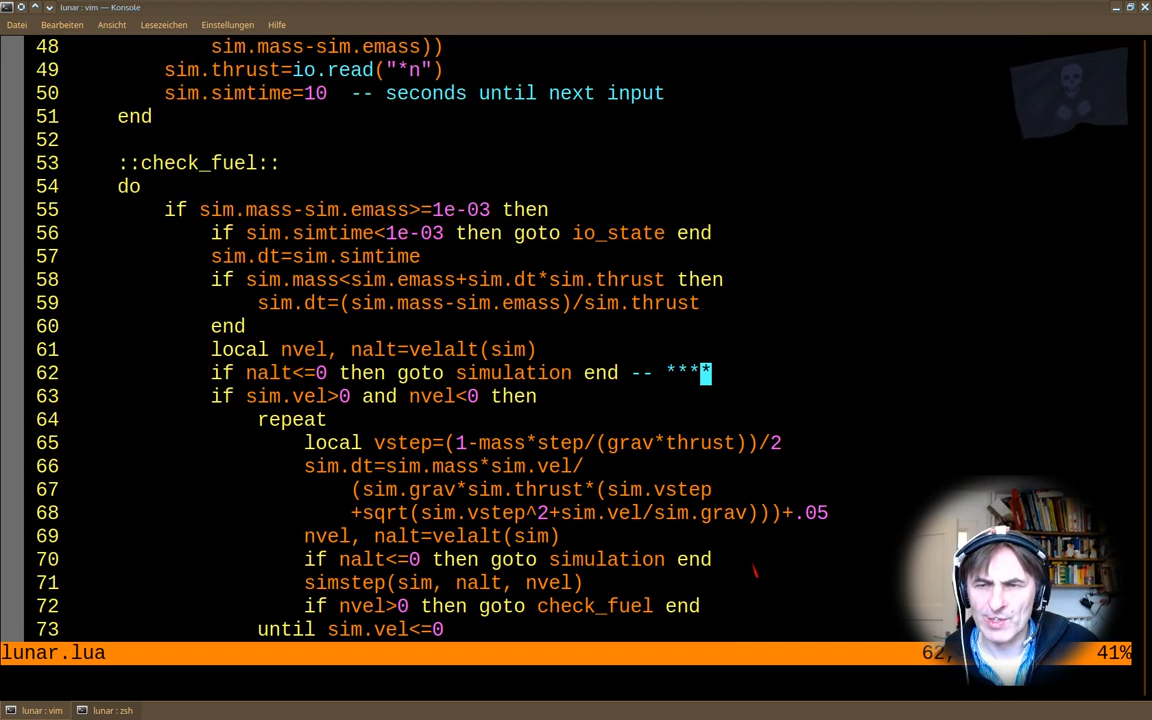 lunar : vim — Konsole
Datei Bearbeiten Ansicht Lesezeichen Einstellungen Hilfe
48 sim.mass-sim.emass))
49 sim.thrust=io.read("*n")
50 sim.simtime=10 -- seconds until next input
51 end
52
53 ::check_fuel::
54 do
55 if sim.mass-sim.emass>=1e-03 then
56 if sim.simtime<1e-03 then goto io_state end
57 sim.dt=sim.simtime
58 if sim.mass<sim.emass+sim.dt*sim.thrust then
59 sim.dt=(sim.mass-sim.emass)/sim.thrust
60 end
61 local nvel, nalt=velalt(sim)
62 if nalt<=0 then goto simulation end -- ****
63 if sim.vel>0 and nvel<0 then
64 repeat
65 local vstep=(1-mass*step/(grav*thrust))/2
66 sim.dt=sim.mass*sim.vel/
67 (sim.grav*sim.thrust*(sim.vstep
68 +sqrt(sim.vstep^2+sim.vel/sim.grav)))+.05
69 nvel, nalt=velalt(sim)
70 if nalt<=0 then goto simulation end
71 simstep(sim, nalt, nvel)
72 if nvel>0 then goto check_fuel end
73 until sim.vel<=0
lunar.lua 62, 41%
lunar : vim lunar : zsh